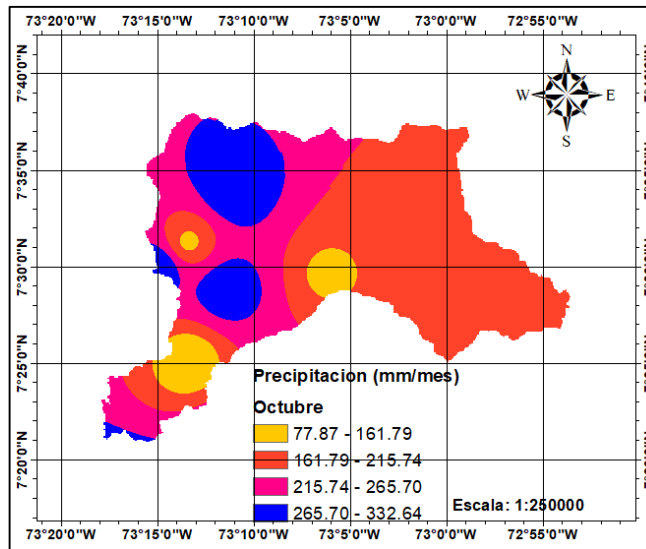 73°20'0"W 73°15'0"W 73°10'0"W 73°5'0"W 73°0'0"W 72°55'0"W
7°40'0"N
7°35'0"N
7°30'0"N
7°25'0"N
7°20'0"N
N
W E
S
Precipitacion (mm/mes)
Octubre
77.87 - 161.79
161.79 - 215.74
215.74 - 265.70
265.70 - 332.64
Escala: 1:250000
73°20'0"W 73°15'0"W 73°10'0"W 73°5'0"W 73°0'0"W 72°55'0"W